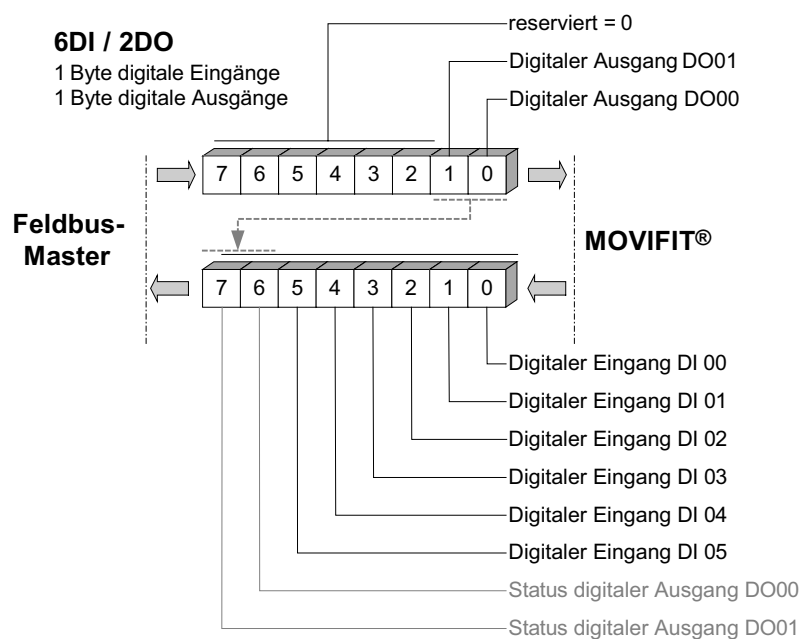 reserviert = 0
6DI / 2DO
1 Byte digitale Eingänge
1 Byte digitale Ausgänge
Digitaler Ausgang DO01
Digitaler Ausgang DO00
7 6 5 4 3 2 1 0
Feldbus-
Master
MOVIFIT®
7 6 5 4 3 2 1 0
Digitaler Eingang DI 00
Digitaler Eingang DI 01
Digitaler Eingang DI 02
Digitaler Eingang DI 03
Digitaler Eingang DI 04
Digitaler Eingang DI 05
Status digitaler Ausgang DO00
Status digitaler Ausgang DO01